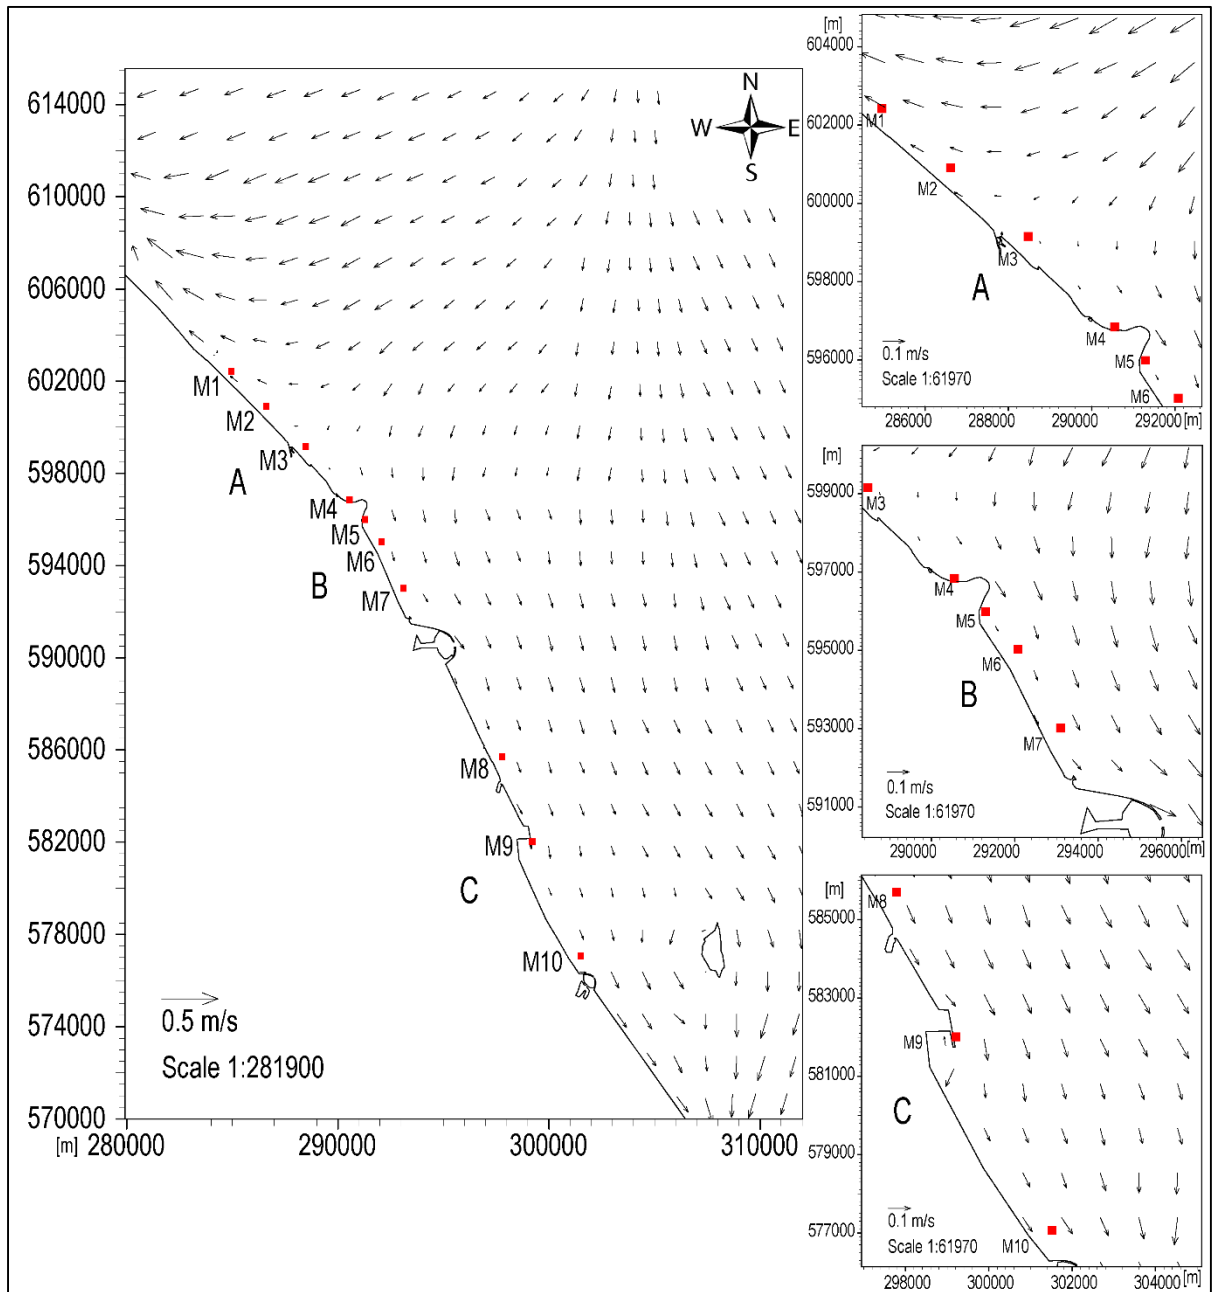 N
W E
S
614000
610000
606000
602000
598000
594000
590000
586000
582000
578000
574000
570000
[m] 280000 290000 300000 310000
M1
M2
M3
A
M4
M5
M6
B
M7
M8
M9
C
M10
0.5 m/s
Scale 1:281900
[m]
604000
602000
600000
598000
596000
M1
M2
M3
A
M4
M5
M6
0.1 m/s
Scale 1:61970
286000 288000 290000 292000 [m]
[m]
599000
597000
595000
593000
591000
M3
M4
M5
M6
B
M7
0.1 m/s
Scale 1:61970
290000 292000 294000 296000 [m]
[m]
585000
583000
581000
579000
577000
M8
M9
C
M10
0.1 m/s
Scale 1:61970
298000 300000 302000 304000 [m]